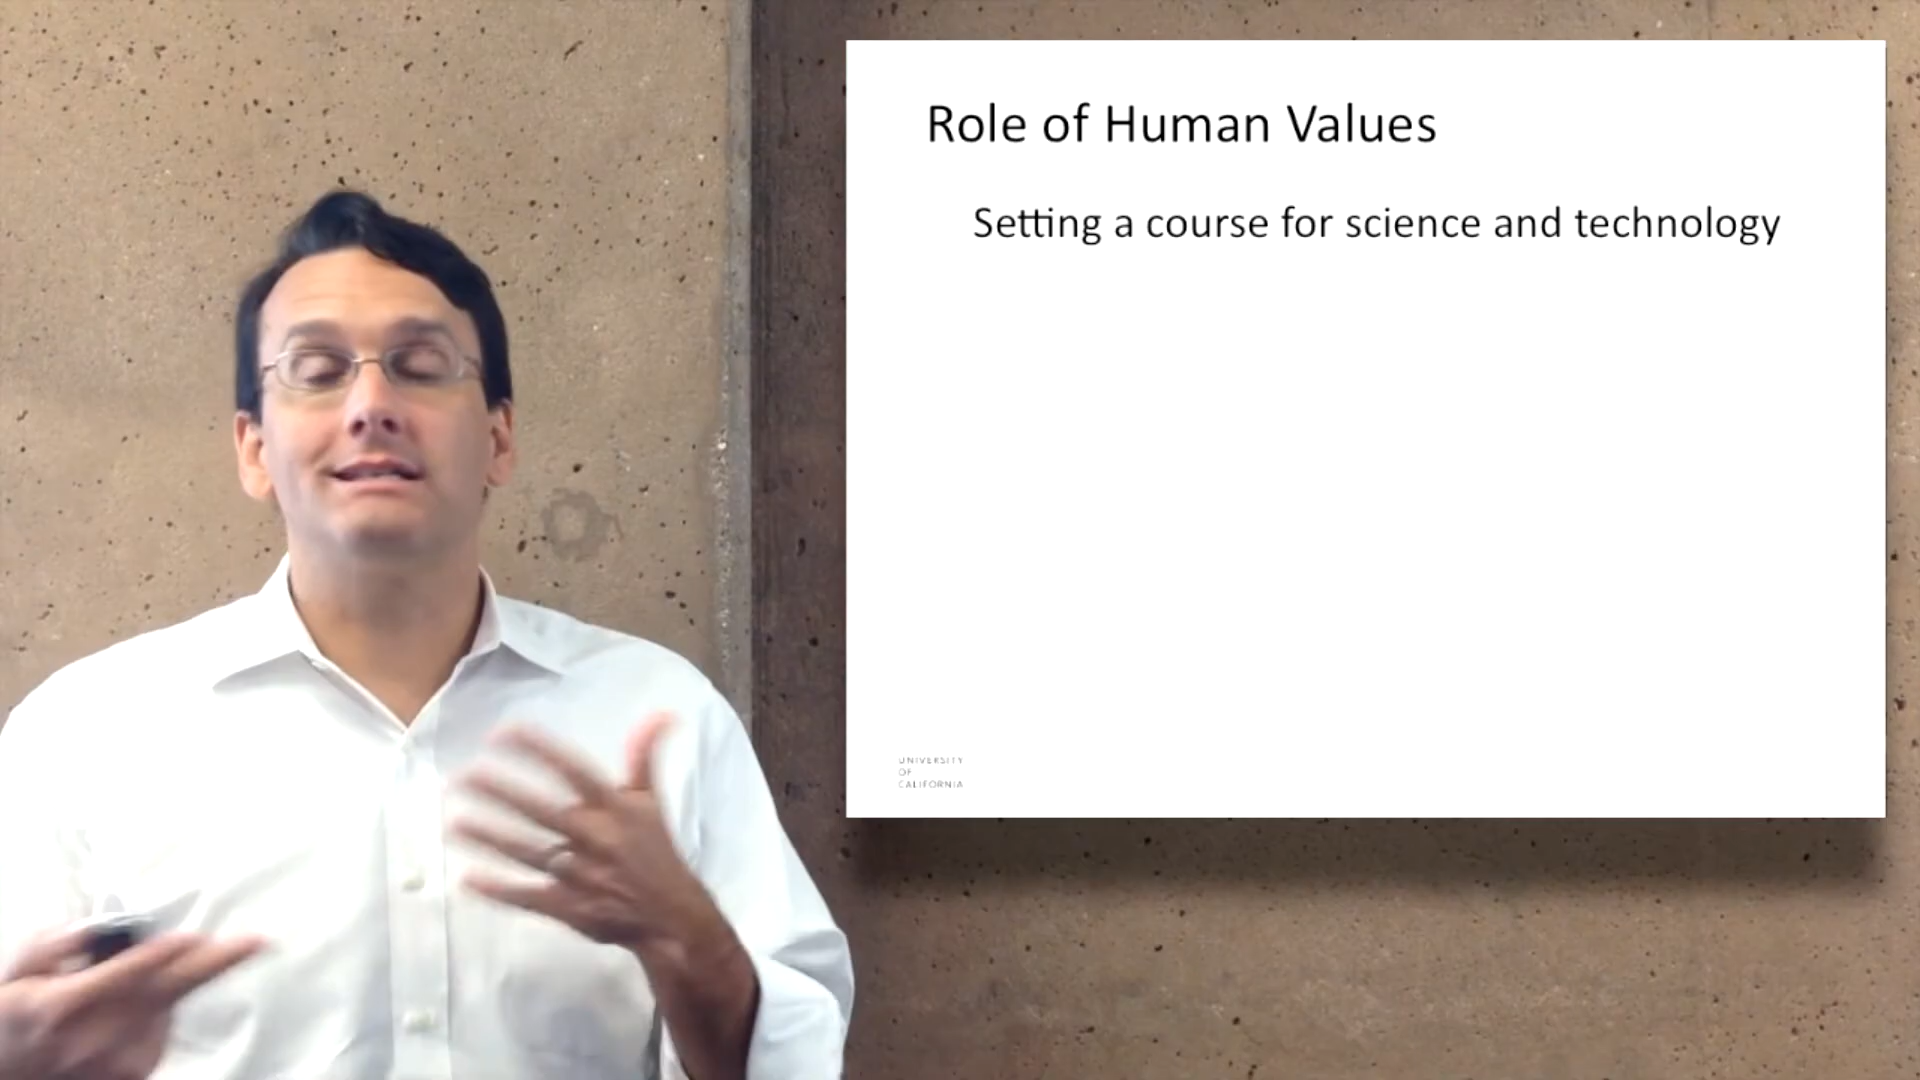 Role of Human Values
Setting a course for science and technology
UNIVERSITY
OF
CALIFORNIA